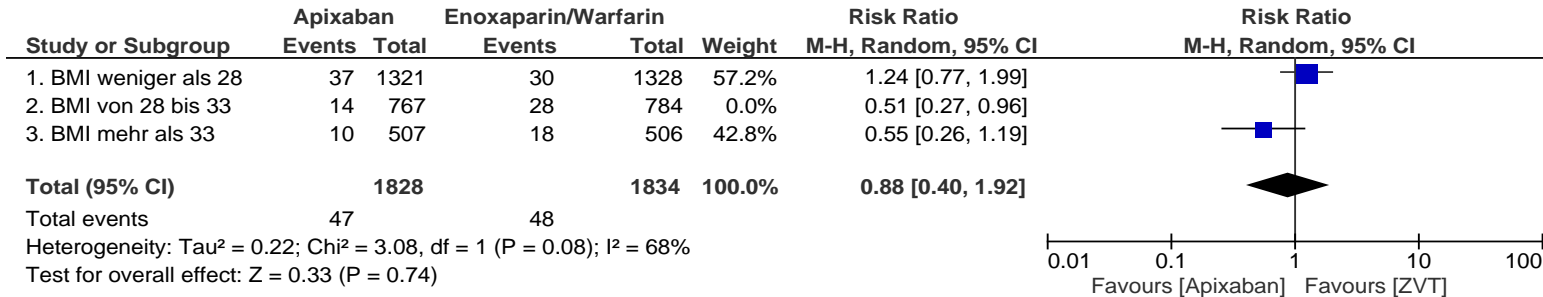 Apixaban Enoxaparin/Warfarin Risk Ratio Risk Ratio
Study or Subgroup Events Total Events Total Weight M-H, Random, 95% CI M-H, Random, 95% CI
1. BMI weniger als 28 37 1321 30 1328 57.2% 1.24 [0.77, 1.99]
2. BMI von 28 bis 33 14 767 28 784 0.0% 0.51 [0.27, 0.96]
3. BMI mehr als 33 10 507 18 506 42.8% 0.55 [0.26, 1.19]
Total (95% CI) 1828 1834 100.0% 0.88 [0.40, 1.92]
Total events 47 48
Heterogeneity: Tau² = 0.22; Chi² = 3.08, df = 1 (P = 0.08); I² = 68%
Test for overall effect: Z = 0.33 (P = 0.74)
0.01 0.1 1 10 100
Favours [Apixaban] Favours [ZVT]